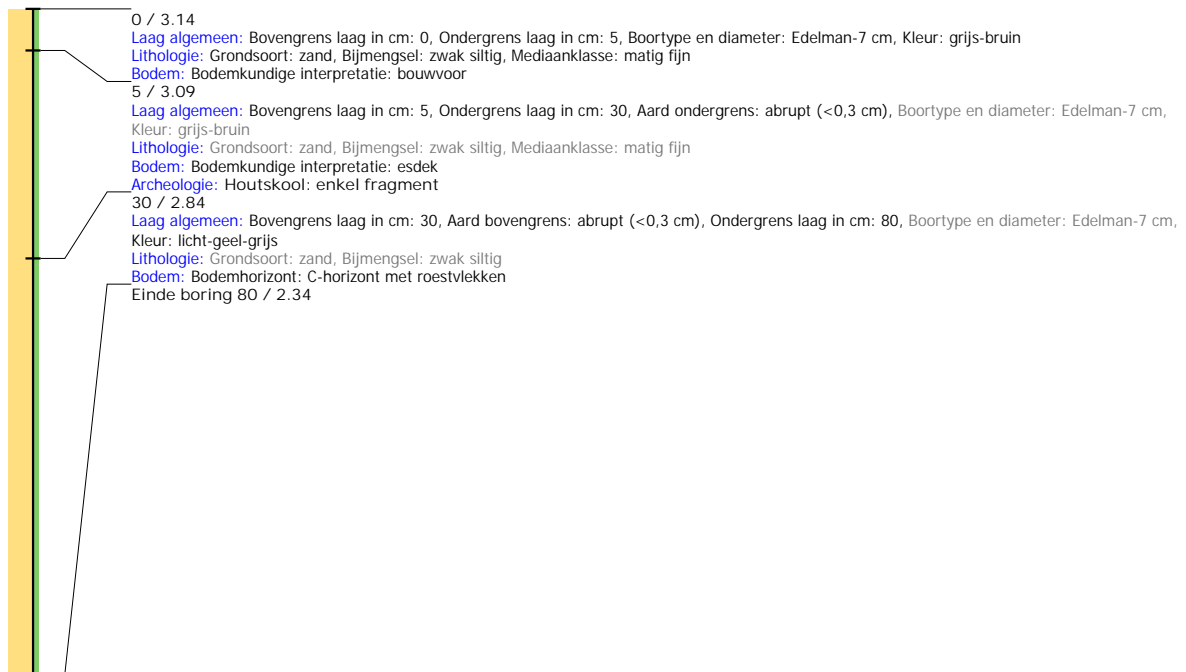 0 / 3.14
Laag algemeen: Bovengrens laag in cm: 0, Ondergrens laag in cm: 5, Boortype en diameter: Edelman-7 cm, Kleur: grijs-bruin
Lithologie: Grondsoort: zand, Bijmengsel: zwak siltig, Mediaanklasse: matig fijn
Bodem: Bodemkundige interpretatie: bouwvoor
5 / 3.09
Laag algemeen: Bovengrens laag in cm: 5, Ondergrens laag in cm: 30, Aard ondergrens: abrupt (<0,3 cm), Boortype en diameter: Edelman-7 cm,
Kleur: grijs-bruin
Lithologie: Grondsoort: zand, Bijmengsel: zwak siltig, Mediaanklasse: matig fijn
Bodem: Bodemkundige interpretatie: esdek
Archeologie: Houtskool: enkel fragment
30 / 2.84
Laag algemeen: Bovengrens laag in cm: 30, Aard bovengrens: abrupt (<0,3 cm), Ondergrens laag in cm: 80, Boortype en diameter: Edelman-7 cm,
Kleur: licht-geel-grijs
Lithologie: Grondsoort: zand, Bijmengsel: zwak siltig
Bodem: Bodemhorizont: C-horizont met roestvlekken
Einde boring 80 / 2.34